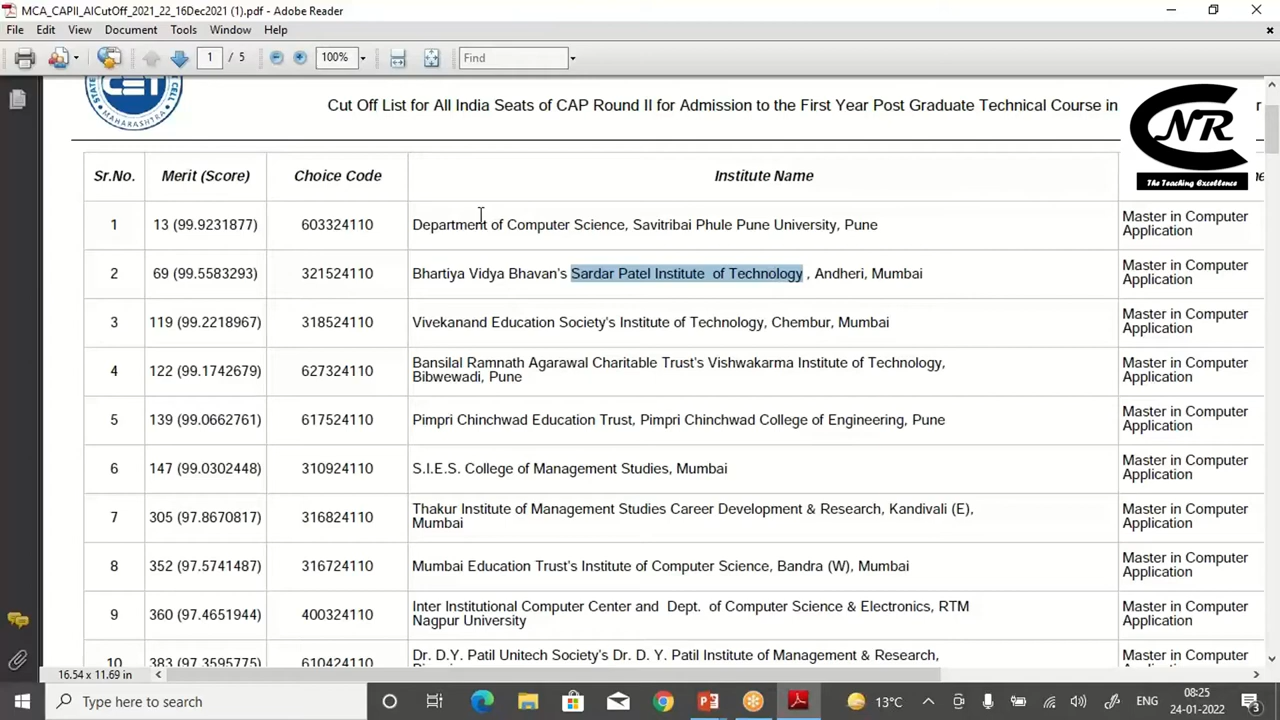 MCA_CAPII_AICutOff_2021_22_16Dec2021 (1).pdf - Adobe Reader
File Edit View Document Tools Window Help
1 / 5 100% Find
STATE CET MAHARASHTRA
Cut Off List for All India Seats of CAP Round II for Admission to the First Year Post Graduate Technical Course in
CNR
The Teaching Excellence
Sr.No. Merit (Score) Choice Code Institute Name
1 13 (99.9231877) 603324110 Department of Computer Science, Savitribai Phule Pune University, Pune Master in Computer
Application
2 69 (99.5583293) 321524110 Bhartiya Vidya Bhavan's Sardar Patel Institute of Technology , Andheri, Mumbai Master in Computer
Application
3 119 (99.2218967) 318524110 Vivekanand Education Society's Institute of Technology, Chembur, Mumbai Master in Computer
Application
4 122 (99.1742679) 627324110 Bansilal Ramnath Agarawal Charitable Trust's Vishwakarma Institute of Technology, Master in Computer
Bibwewadi, Pune Application
5 139 (99.0662761) 617524110 Pimpri Chinchwad Education Trust, Pimpri Chinchwad College of Engineering, Pune Master in Computer
Application
6 147 (99.0302448) 310924110 S.I.E.S. College of Management Studies, Mumbai Master in Computer
Application
7 305 (97.8670817) 316824110 Thakur Institute of Management Studies Career Development & Research, Kandivali (E), Master in Computer
Mumbai Application
8 352 (97.5741487) 316724110 Mumbai Education Trust's Institute of Computer Science, Bandra (W), Mumbai Master in Computer
Application
9 360 (97.4651944) 400324110 Inter Institutional Computer Center and Dept. of Computer Science & Electronics, RTM Master in Computer
Nagpur University Application
10 383 (97.3595775) 610424110 Dr. D.Y. Patil Unitech Society's Dr. D. Y. Patil Institute of Management & Research, Master in Computer
Application
16.54 x 11.69 in
Type here to search 13°C ENG 08:25
24-01-2022 3